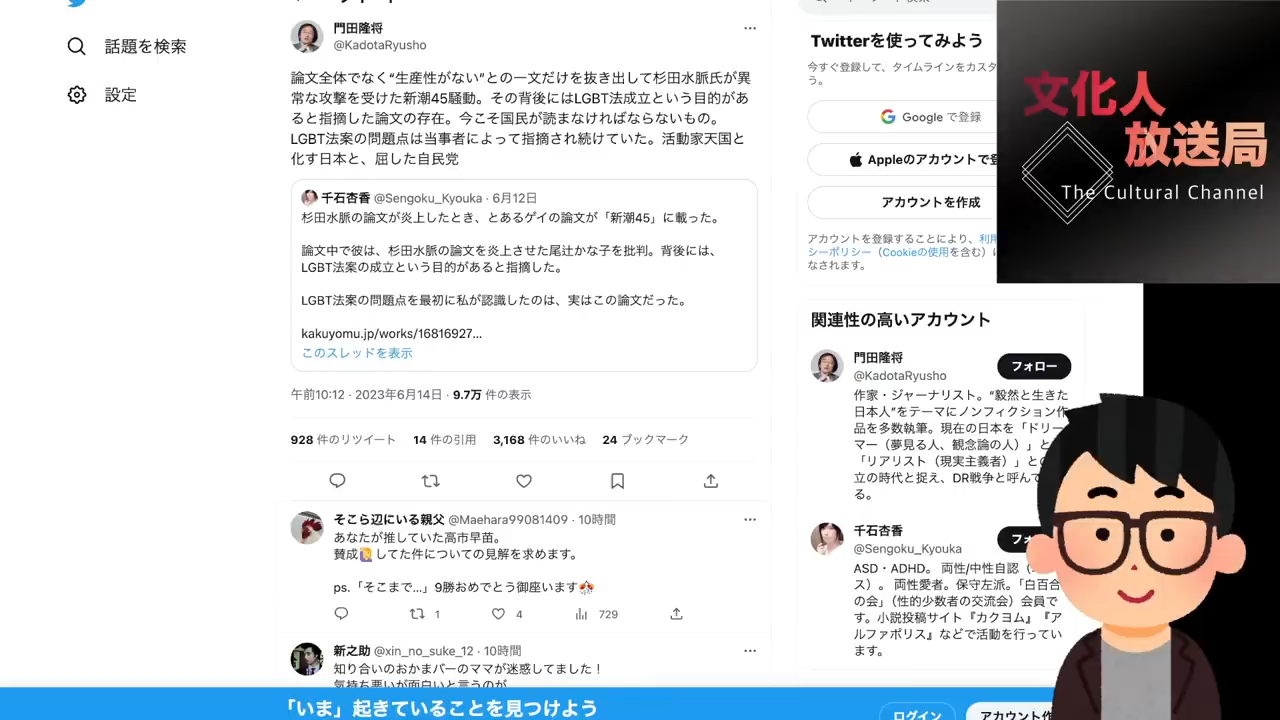 話題を検索
設定
門田隆将
@KadotaRyusho
論文全体でなく“生産性がない”との一文だけを抜き出して杉田水脈氏が異
常な攻撃を受けた新潮45騒動。その背後にはLGBT法成立という目的があ
ると指摘した論文の存在。今こそ国民が読まなければならないもの。
LGBT法案の問題点は当事者によって指摘され続けていた。活動家天国と
化す日本と、屈した自民党
千石杏香 @Sengoku_Kyouka · 6月12日
杉田水脈の論文が炎上したとき、とあるゲイの論文が「新潮45」に載った。
論文中で彼は、杉田水脈の論文を炎上させた尾辻かな子を批判。背後には、
LGBT法案の成立という目的があると指摘した。
LGBT法案の問題点を最初に私が認識したのは、実はこの論文だった。
kakuyomu.jp/works/16816927...
このスレッドを表示
午前10:12 · 2023年6月14日 · 9.7万 件の表示
928 件のリツイート 14 件の引用 3,168 件のいいね 24 ブックマーク
そこら辺にいる親父 @Maehara99081409 · 10時間
あなたが推していた高市早苗。
賛成🙋してた件についての見解を求めます。
ps.「そこまで...」9勝おめでとう御座います🎊
1 4 729
新之助 @xin_no_suke_12 · 10時間
知り合いのおかまバーのママが迷惑してました！
気持ち悪いが面白いと言うのが
Twitterを使ってみよう
今すぐ登録して、タイムラインをカスタ
う。
Google で登録
Appleのアカウントで登
アカウントを作成
アカウントを登録することにより、利用
シーポリシー（Cookieの使用を含む）に
なされます。
関連性の高いアカウント
門田隆将
@KadotaRyusho
フォロー
作家・ジャーナリスト。“毅然と生きた
日本人”をテーマにノンフィクション作
品を多数執筆。現在の日本を「ドリー
マー（夢見る人、観念論の人）」と
「リアリスト（現実主義者）」との
立の時代と捉え、DR戦争と呼んで
る。
千石杏香
@Sengoku_Kyouka
フォ
ASD・ADHD。 両性/中性自認（
ス）。 両性愛者。保守左派。「白百合
の会」（性的少数者の交流会）会員で
す。小説投稿サイト『カクヨム』『ア
ルファポリス』などで活動を行ってい
ます。
文化人
放送局
The Cultural Channel
「いま」起きていることを見つけよう
ログイン
アカウント作